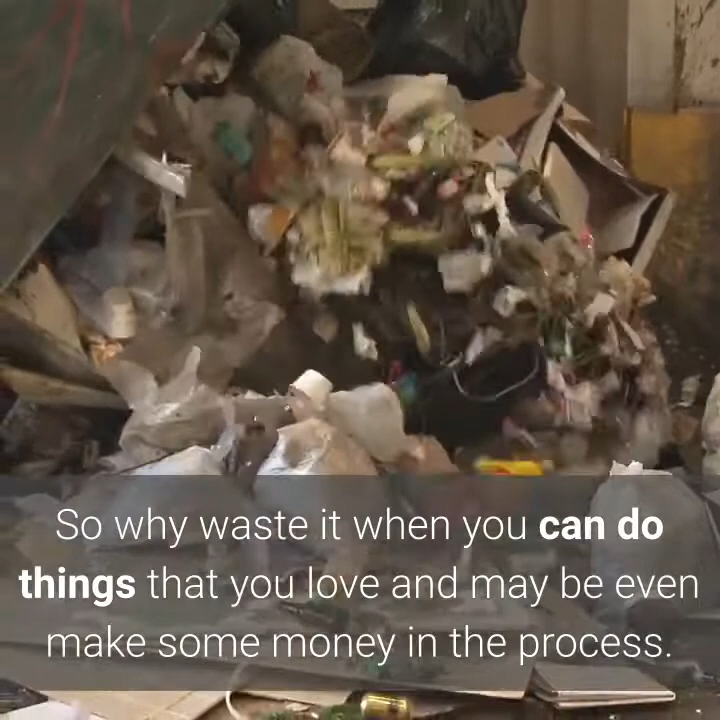 So why waste it when you can do
things that you love and may be even
make some money in the process.